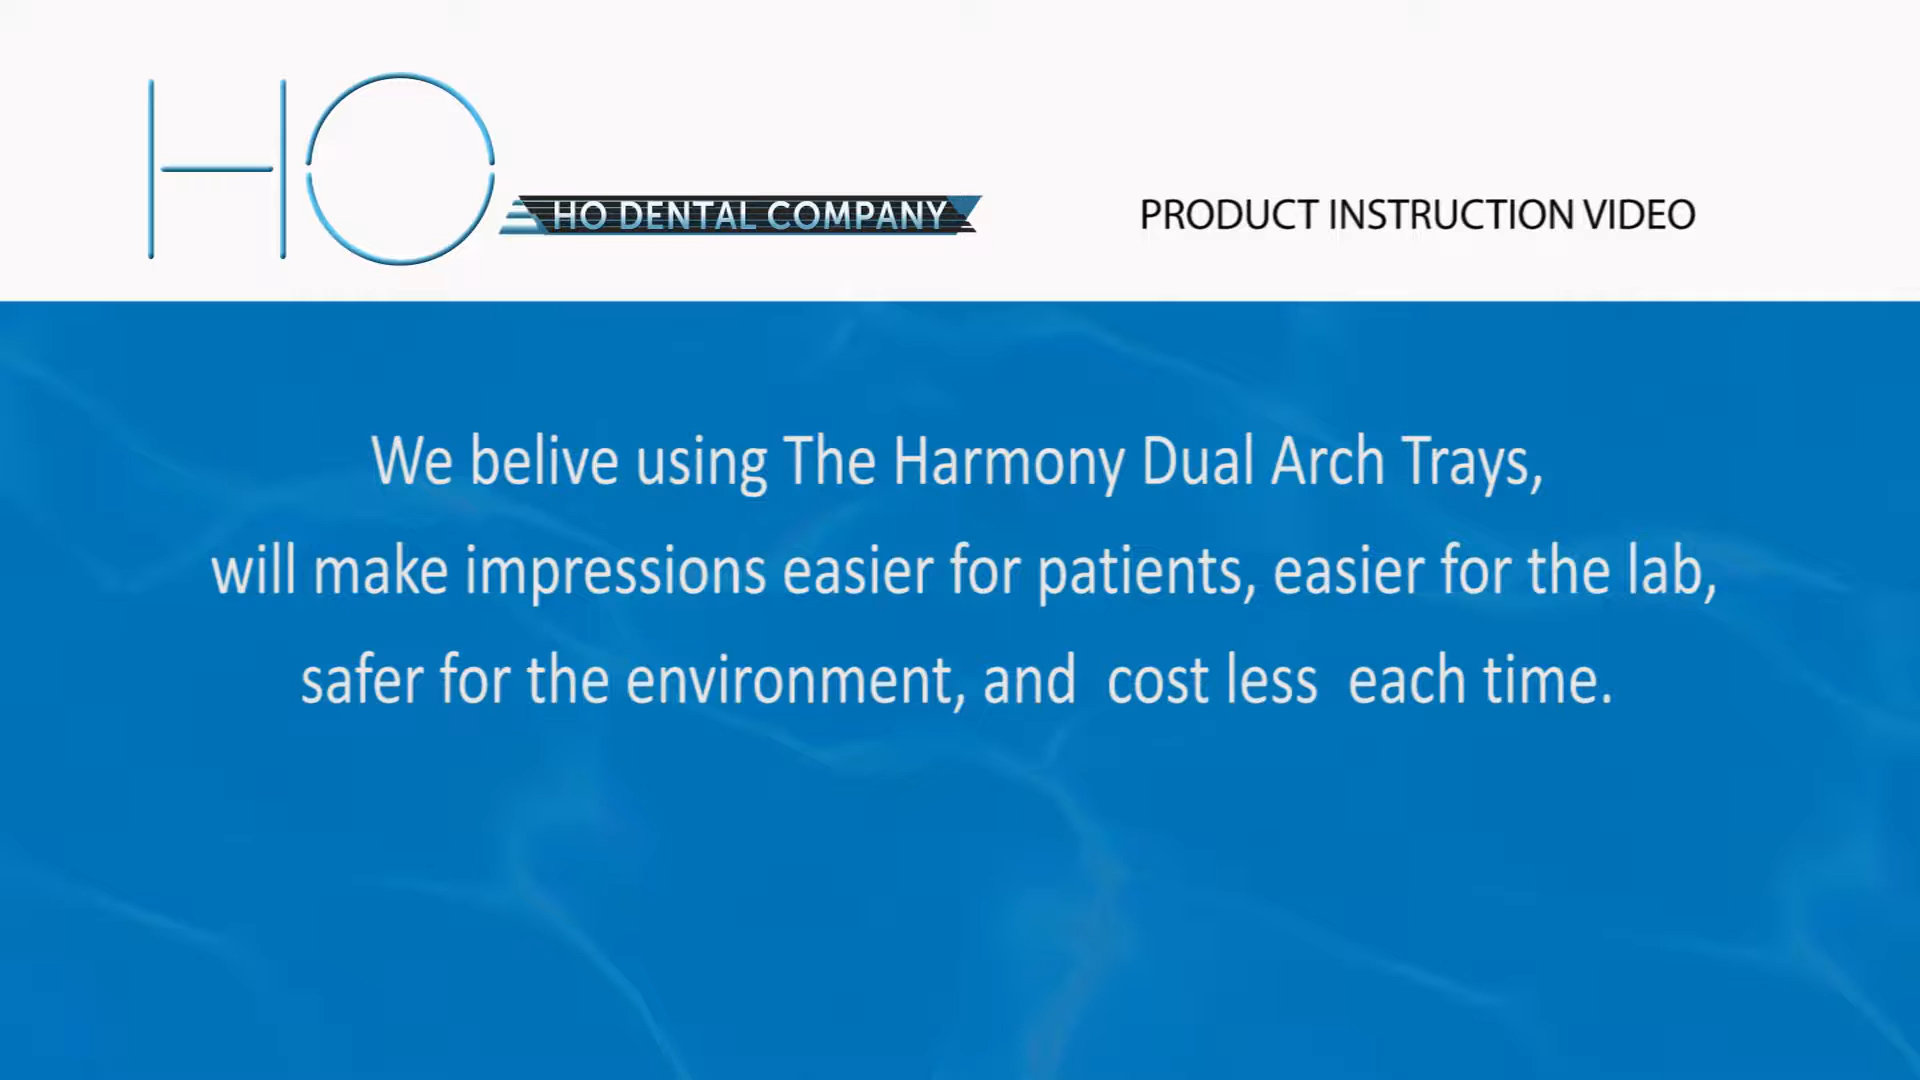 HO
HO DENTAL COMPANY
PRODUCT INSTRUCTION VIDEO
We belive using The Harmony Dual Arch Trays,
will make impressions easier for patients, easier for the lab,
safer for the environment, and cost less each time.